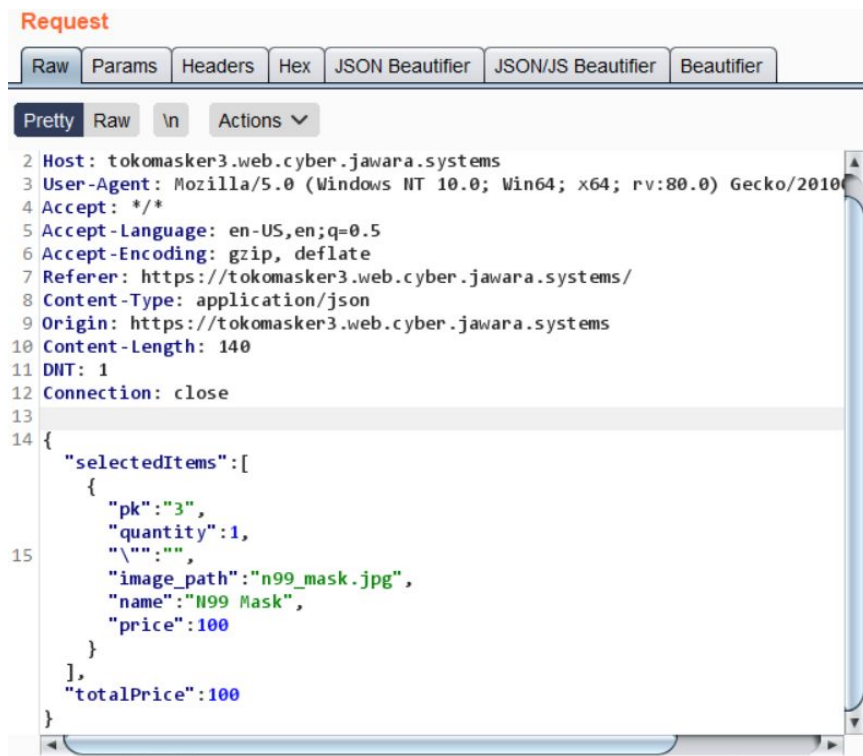 Request
Raw Params Headers Hex JSON Beautifier JSON/JS Beautifier Beautifier
Pretty Raw \n Actions
2 Host: tokomasker3.web.cyber.jawara.systems
3 User-Agent: Mozilla/5.0 (Windows NT 10.0; Win64; x64; rv:80.0) Gecko/2010
4 Accept: */*
5 Accept-Language: en-US,en;q=0.5
6 Accept-Encoding: gzip, deflate
7 Referer: https://tokomasker3.web.cyber.jawara.systems/
8 Content-Type: application/json
9 Origin: https://tokomasker3.web.cyber.jawara.systems
10 Content-Length: 140
11 DNT: 1
12 Connection: close
13
14 {
"selectedItems":[
{
"pk":"3",
"quantity":1,
15 "\"":"",
"image_path":"n99_mask.jpg",
"name":"N99 Mask",
"price":100
}
],
"totalPrice":100
}